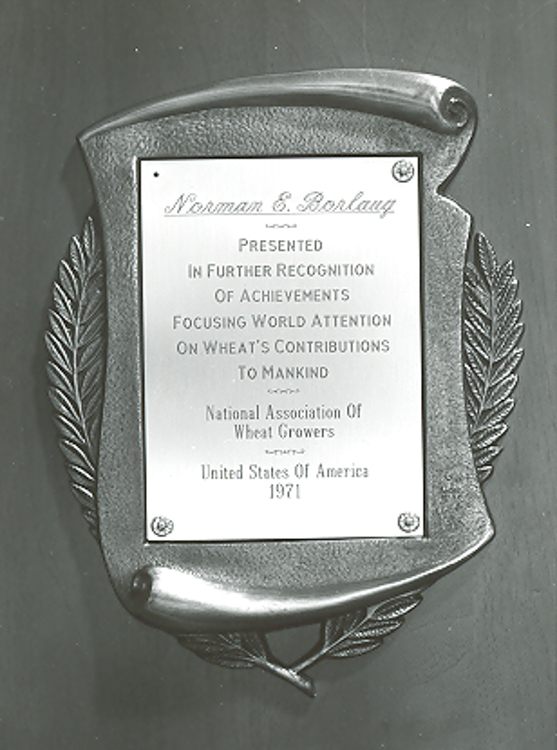 Norman E. Borlaug
PRESENTED
IN FURTHER RECOGNITION
OF ACHIEVEMENTS
FOCUSING WORLD ATTENTION
ON WHEAT'S CONTRIBUTIONS
TO MANKIND
National Association Of
Wheat Growers
United States Of America
1971